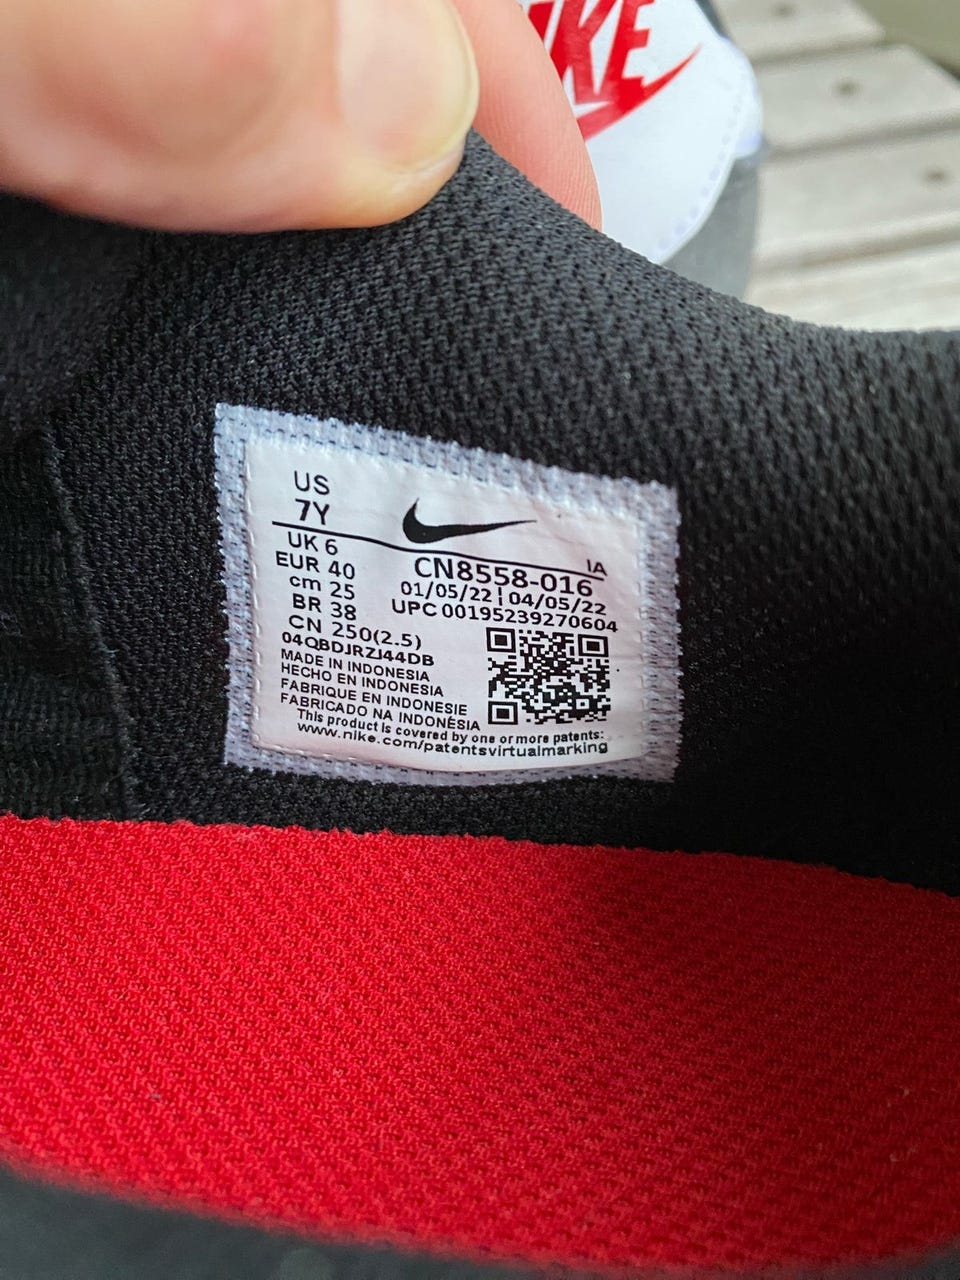 NIKE
US
7Y
UK 6
EUR 40
cm 25
BR 38
CN 250(2.5)
IA
CN8558-016
01/05/22 | 04/05/22
UPC 00195239270604
04QBDJRZJ44DB
MADE IN INDONESIA
HECHO EN INDONESIA
FABRIQUE EN INDONESIE
FABRICADO NA INDONÉSIA
This product is covered by one or more patents:
www.nike.com/patentsvirtualmarking